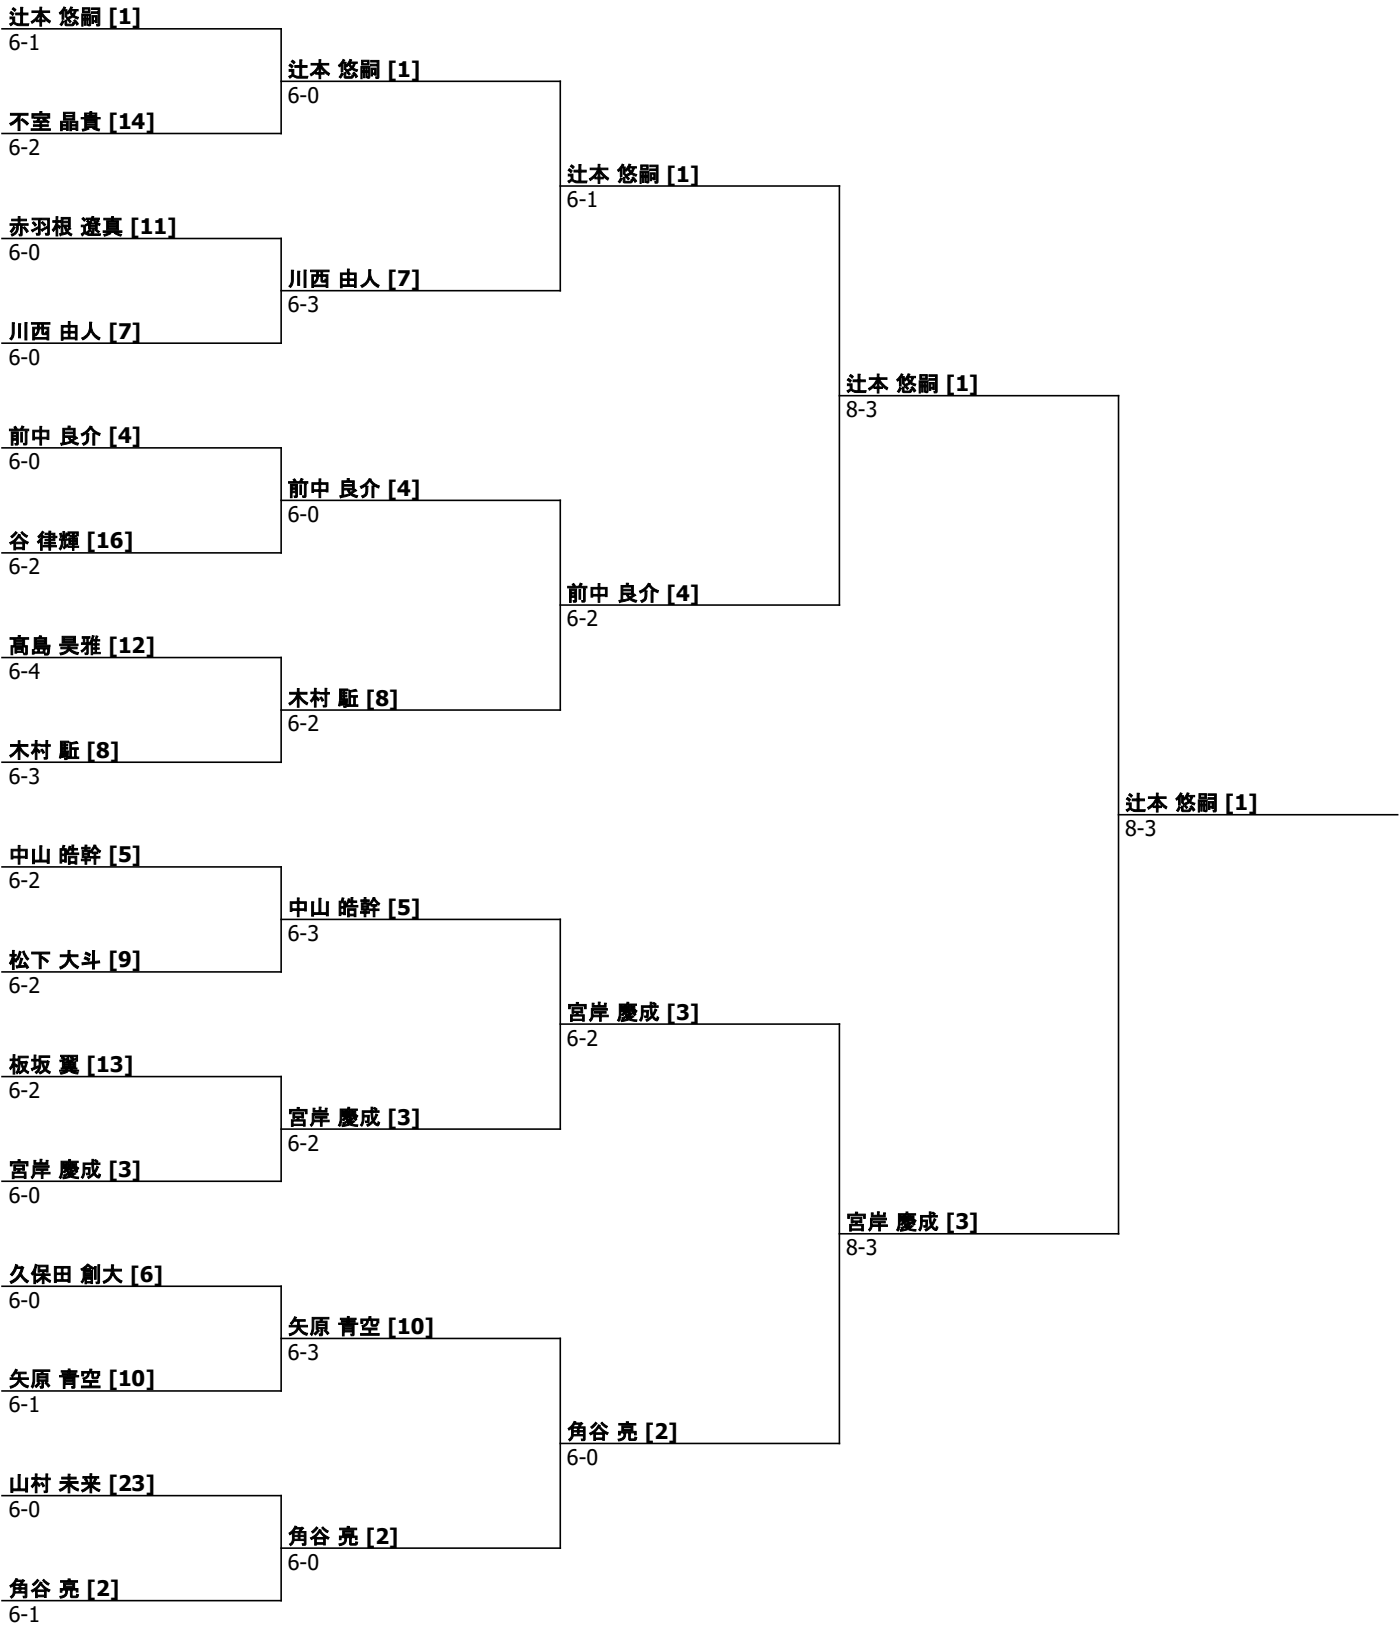 辻本 悠嗣 [1]
6-1
不室 晶貴 [14]
6-2
赤羽根 遼真 [11]
6-0
川西 由人 [7]
6-0
前中 良介 [4]
6-0
谷 律輝 [16]
6-2
髙島 昊雅 [12]
6-4
木村 駈 [8]
6-3
中山 皓幹 [5]
6-2
松下 大斗 [9]
6-2
板坂 翼 [13]
6-2
宮岸 慶成 [3]
6-0
久保田 創大 [6]
6-0
矢原 青空 [10]
6-1
山村 未来 [23]
6-0
角谷 亮 [2]
6-1
辻本 悠嗣 [1]
6-0
川西 由人 [7]
6-3
前中 良介 [4]
6-0
木村 駈 [8]
6-2
中山 皓幹 [5]
6-3
宮岸 慶成 [3]
6-2
矢原 青空 [10]
6-3
角谷 亮 [2]
6-0
辻本 悠嗣 [1]
6-1
前中 良介 [4]
6-2
宮岸 慶成 [3]
6-2
角谷 亮 [2]
6-0
辻本 悠嗣 [1]
8-3
宮岸 慶成 [3]
8-3
辻本 悠嗣 [1]
8-3